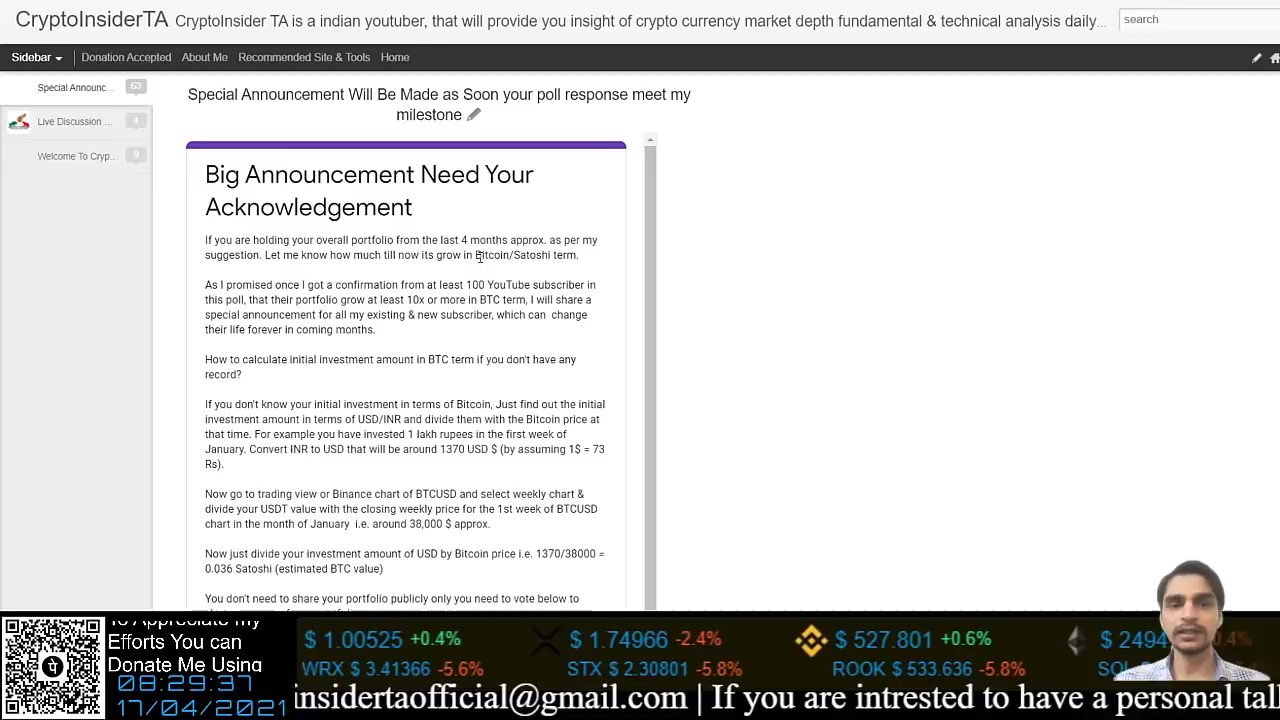 CryptoInsiderTA CryptoInsider TA is a indian youtuber, that will provide you insight of crypto currency market depth fundamental & technical analysis daily...
search
Sidebar Donation Accepted About Me Recommended Site & Tools Home
Special Announc... 63
Live Discussion ... 4
Welcome To Cryp... 9
Special Announcement Will Be Made as Soon your poll response meet my
milestone
Big Announcement Need Your
Acknowledgement
If you are holding your overall portfolio from the last 4 months approx. as per my
suggestion. Let me know how much till now its grow in Bitcoin/Satoshi term.
As I promised once I got a confirmation from at least 100 YouTube subscriber in
this poll, that their portfolio grow at least 10x or more in BTC term, I will share a
special announcement for all my existing & new subscriber, which can change
their life forever in coming months.
How to calculate initial investment amount in BTC term if you don't have any
record?
If you don't know your initial investment in terms of Bitcoin, Just find out the initial
investment amount in terms of USD/INR and divide them with the Bitcoin price at
that time. For example you have invested 1 lakh rupees in the first week of
January. Convert INR to USD that will be around 1370 USD $ (by assuming 1$ = 73
Rs).
Now go to trading view or Binance chart of BTCUSD and select weekly chart &
divide your USDT value with the closing weekly price for the 1st week of BTCUSD
chart in the month of January i.e. around 38,000 $ approx.
Now just divide your investment amount of USD by Bitcoin price i.e. 1370/38000 =
0.036 Satoshi (estimated BTC value)
You don't need to share your portfolio publicly only you need to vote below to
To Appreciate my
Efforts You can
Donate Me Using
08:29:37
17/04/2021
$ 1.00525 +0.4% $ 1.74966 -2.4% $ 527.801 +0.6% $ 2494
WRX $ 3.41366 -5.6% STX $ 2.30801 -5.8% ROOK $ 533.636 -5.8%
insidertaofficial@gmail.com | If you are intrested to have a personal tal